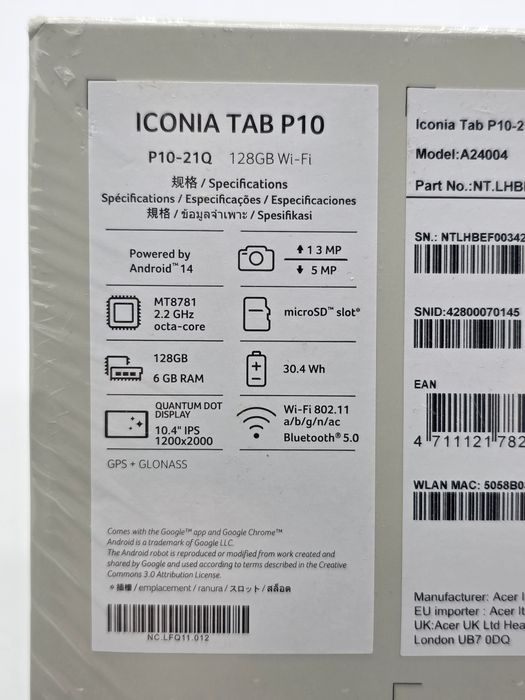 ICONIA TAB P10
P10-21Q 128GB Wi-Fi
规格 / Specifications
Spécifications / Especificações / Especificaciones
規格 / ข้อมูลจำเพาะ / Spesifikasi
Powered by
Android™ 14
13 MP
5 MP
MT8781
2.2 GHz
octa-core
microSD™ slot*
128GB
6 GB RAM
30.4 Wh
QUANTUM DOT
DISPLAY
10.4" IPS
1200x2000
Wi-Fi 802.11
a/b/g/n/ac
Bluetooth® 5.0
GPS + GLONASS
Comes with the Google™ app and Google Chrome™
Android is a trademark of Google LLC.
The Android robot is reproduced or modified from work created and
shared by Google and used according to terms described in the Creative
Commons 3.0 Attribution License.
* 插槽 / emplacement / ranura / スロット / สล็อต
NC.LFQ11.012
Iconia Tab P10-2
Model:A24004
Part No.:NT.LHB
SN.: NTLHBEF00342
SNID:42800070145
EAN
4 711121 782
WLAN MAC: 5058B0
Manufacturer: Acer I
EU importer : Acer It
UK:Acer UK Ltd Hea
London UB7 0DQ